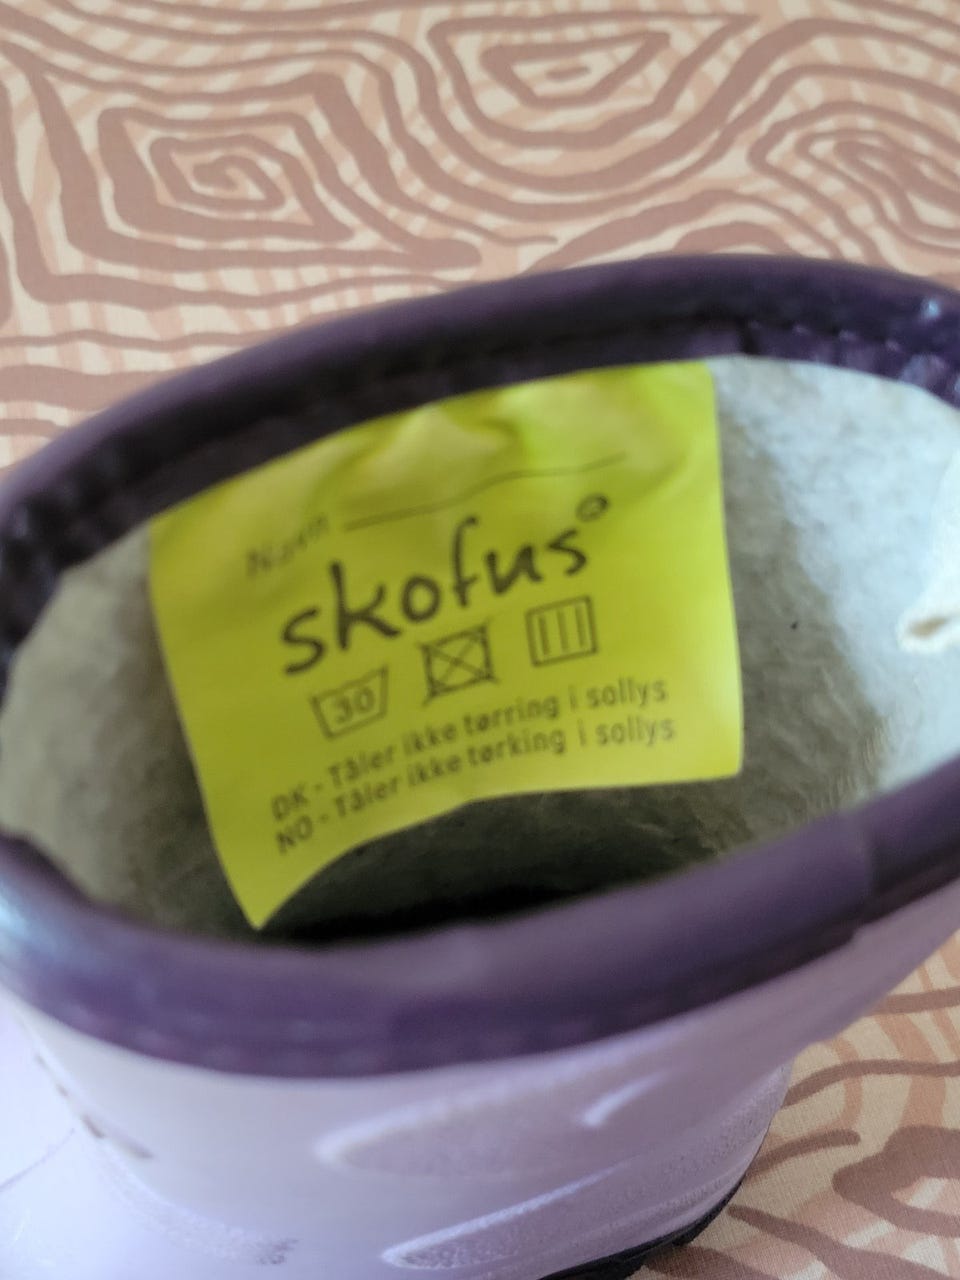 Navn
skofus°
30
DK - Tåler ikke tørring i sollys
NO - Tåler ikke tørking i sollys